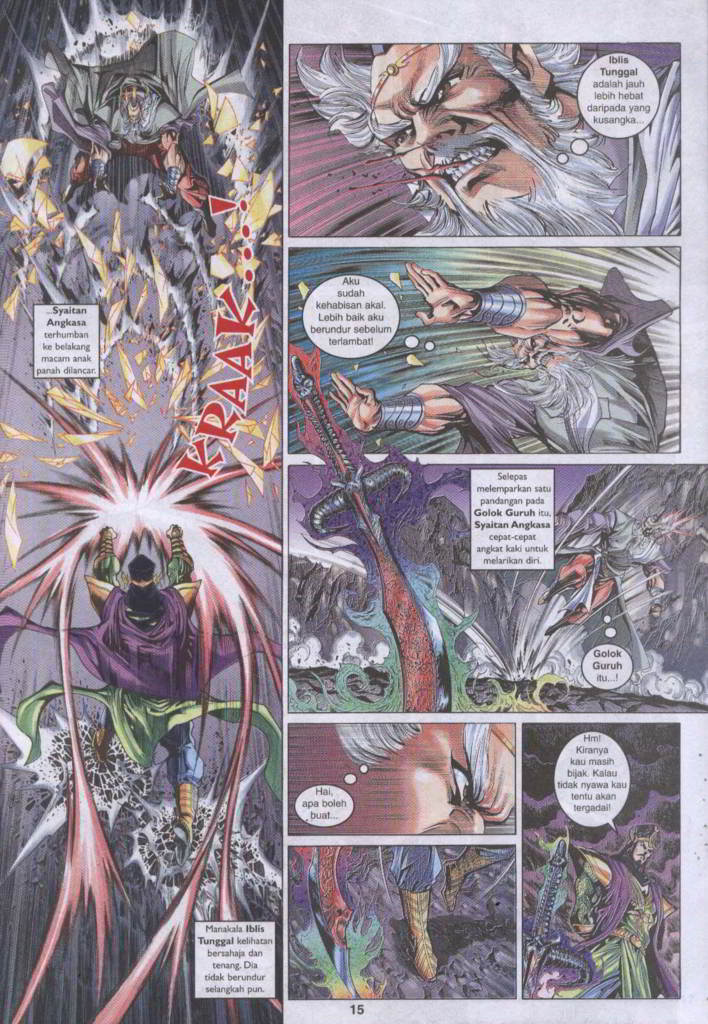 ...Syaitan
Angkasa
terhumban
ke belakang
macam anak
panah dilancar.
KRAAK....!
Manakala Iblis
Tunggal kelihatan
bersahaja dan
tenang. Dia
tidak berundur
selangkah pun.
Iblis
Tunggal
adalah jauh
lebih hebat
daripada yang
kusangka...
Aku
sudah
kehabisan akal.
Lebih baik aku
berundur sebelum
terlambat!
Selepas
melemparkan satu
pandangan pada
Golok Guruh itu,
Syaitan Angkasa
cepat-cepat
angkat kaki untuk
melarikan diri.
Golok
Guruh
itu...!
Hai,
apa boleh
buat...
Hm!
Kiranya
kau masih
bijak. Kalau
tidak nyawa kau
tentu akan
tergadai!
15